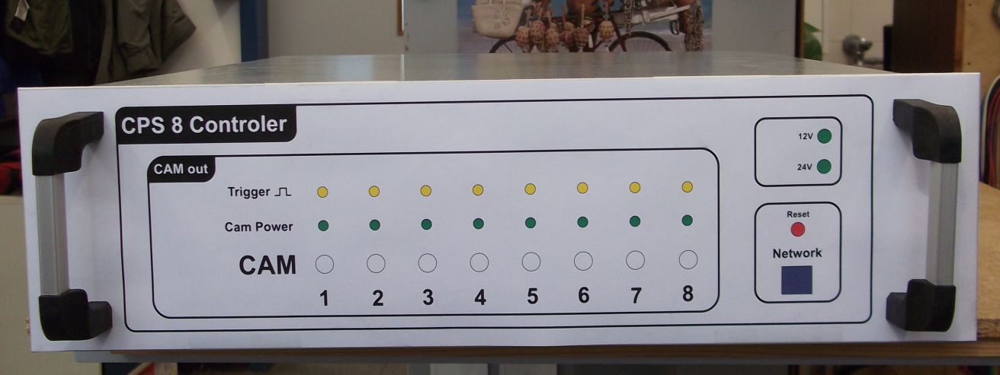 CPS 8 Controler
CAM out
Trigger
Cam Power
CAM
1 2 3 4 5 6 7 8
12V
24V
Reset
Network